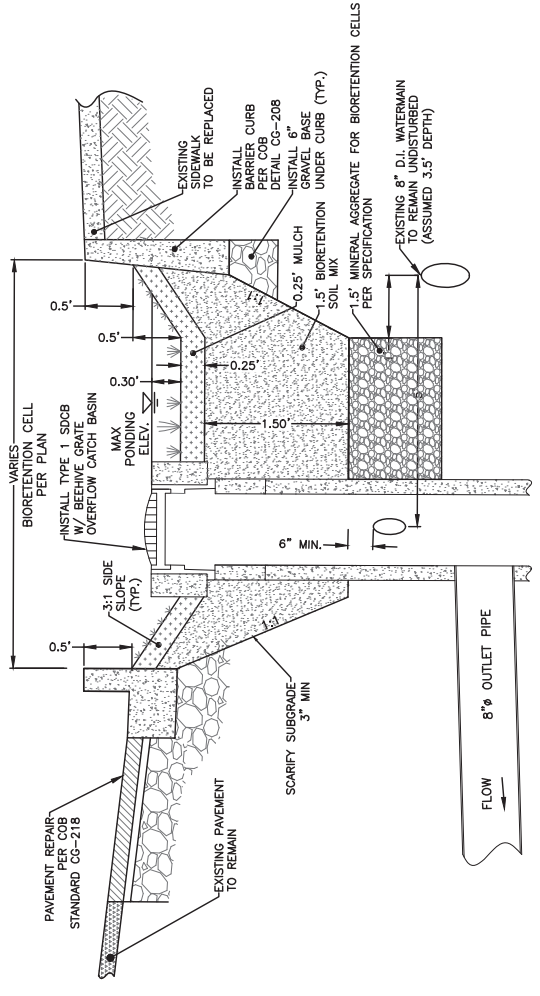 VARIES
BIORETENTION CELL
PER PLAN
PAVEMENT REPAIR
PER COB
STANDARD CG-218
EXISTING PAVEMENT
TO REMAIN
0.5'
3:1 SIDE
SLOPE
(TYP.)
INSTALL TYPE 1 SDCB
W/ BEEHIVE GRATE
OVERFLOW CATCH BASIN
MAX
PONDING
ELEV.
0.30'
0.5'
0.5'
0.25'
1.50'
1:1
1:1
SCARIFY SUBGRADE
3" MIN
6" MIN.
FLOW
8"ø OUTLET PIPE
EXISTING
SIDEWALK
TO BE REPLACED
INSTALL
BARRIER CURB
PER COB
DETAIL CG-208
INSTALL 6"
GRAVEL BASE
UNDER CURB (TYP.)
0.25' MULCH
1.5' BIORETENTION
SOIL MIX
1.5' MINERAL AGGREGATE FOR BIORETENTION CELLS
PER SPECIFICATION
EXISTING 8" D.I. WATERMAIN
TO REMAIN UNDISTURBED
(ASSUMED 3.5' DEPTH)